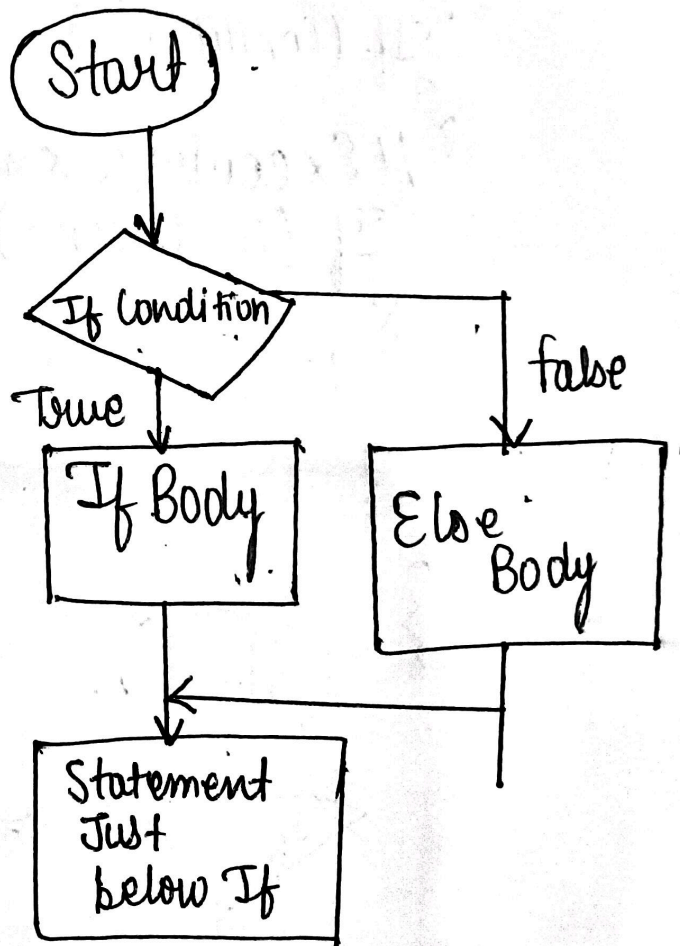 Start
If Condition
True
false
If Body
Else
Body
Statement
Just
below If